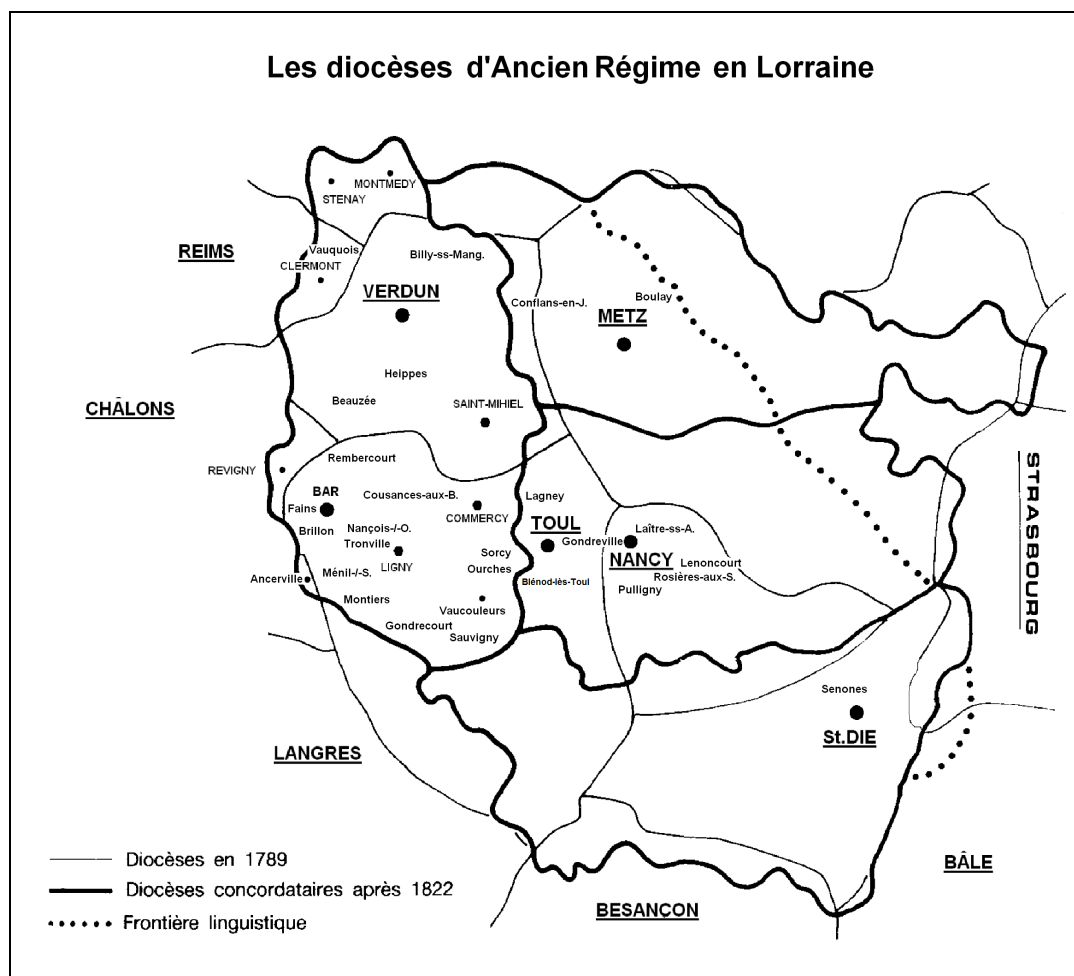 Les diocèses d'Ancien Régime en Lorraine
MONTMEDY
STENAY
REIMS
Vauquois
CLERMONT
Billy-ss-Mang.
VERDUN
Conflans-en-J.
Boulay
METZ
Heippes
Beauzée
CHÂLONS
SAINT-MIHIEL
REVIGNY
Rembercourt
BAR
Fains
Cousances-aux-B.
COMMERCY
Lagney
Brillon
Nançois-/-O.
Tronville
LIGNY
TOUL
Gondreville
Laître-ss-A.
NANCY
Lenoncourt
Rosières-aux-S.
Pulligny
STRASBOURG
Sorcy
Ourches
Ancerville
Ménil-/-S.
Blénod-lès-Toul
Montiers
Vaucouleurs
Gondrecourt
Sauvigny
Senones
St.DIE
LANGRES
Diocèses en 1789
Diocèses concordataires après 1822
Frontière linguistique
BESANÇON
BÂLE